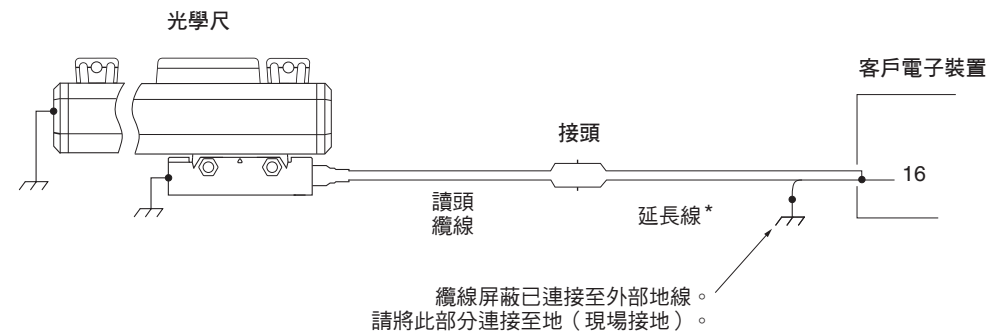 光學尺
客戶電子裝置
接頭
16
讀頭
纜線
延長線*
纜線屏蔽已連接至外部地線。
請將此部分連接至地（現場接地）。